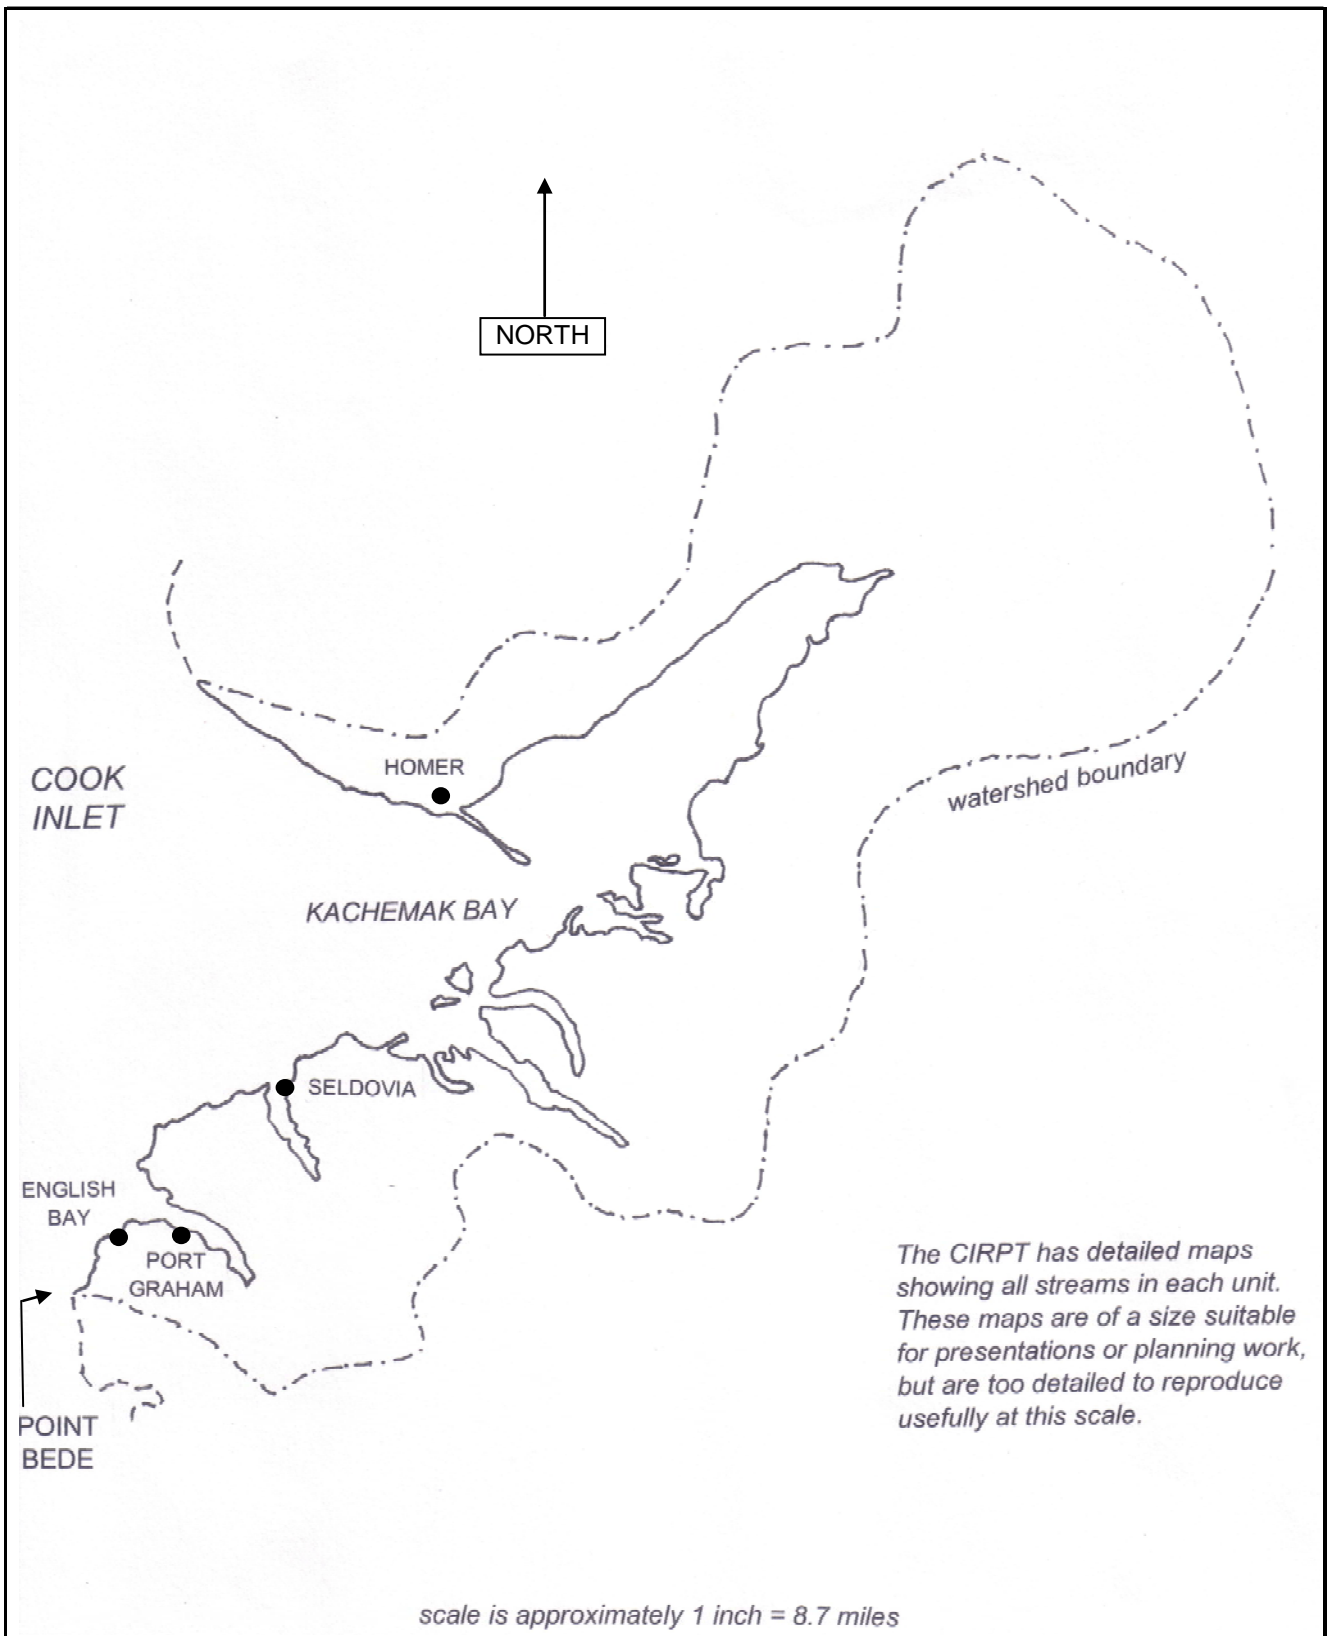 NORTH
HOMER
COOK
INLET
watershed boundary
KACHEMAK BAY
SELDOVIA
ENGLISH
BAY
PORT
GRAHAM
POINT
BEDE
The CIRPT has detailed maps
showing all streams in each unit.
These maps are of a size suitable
for presentations or planning work,
but are too detailed to reproduce
usefully at this scale.
scale is approximately 1 inch = 8.7 miles